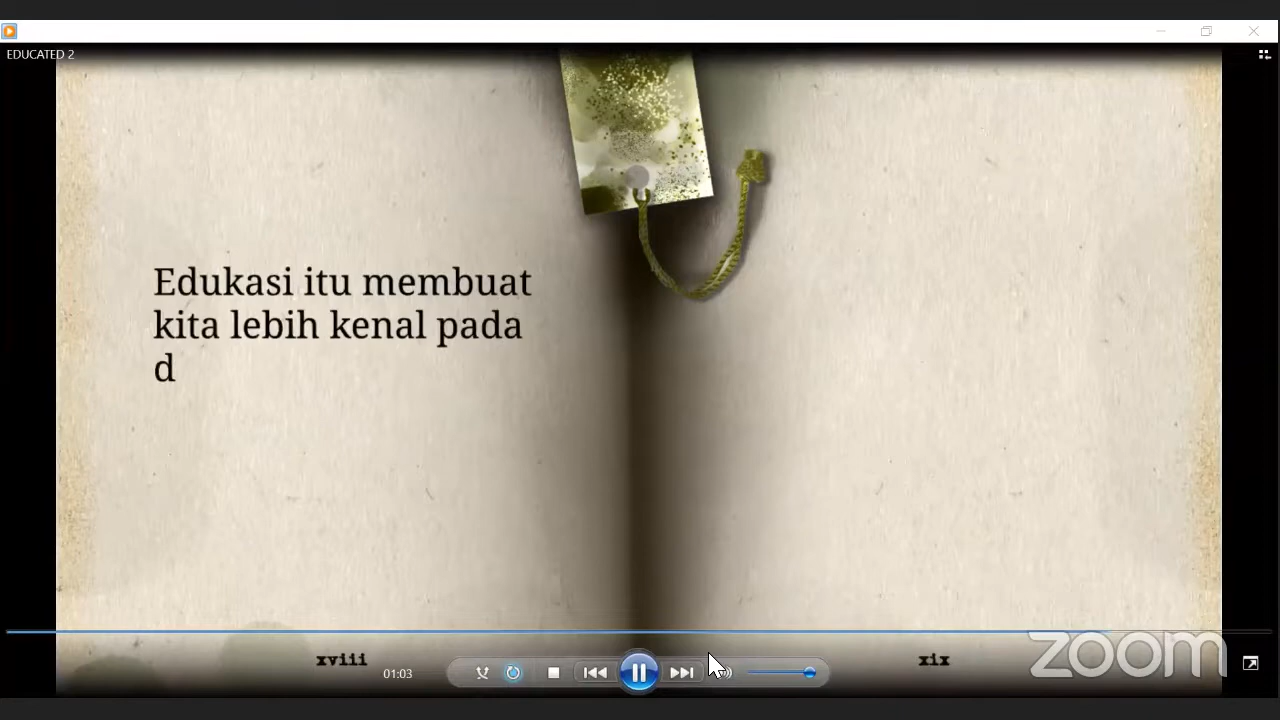 EDUCATED 2
Edukasi itu membuat
kita lebih kenal pada
d
xviii
01:03
xix
zoom